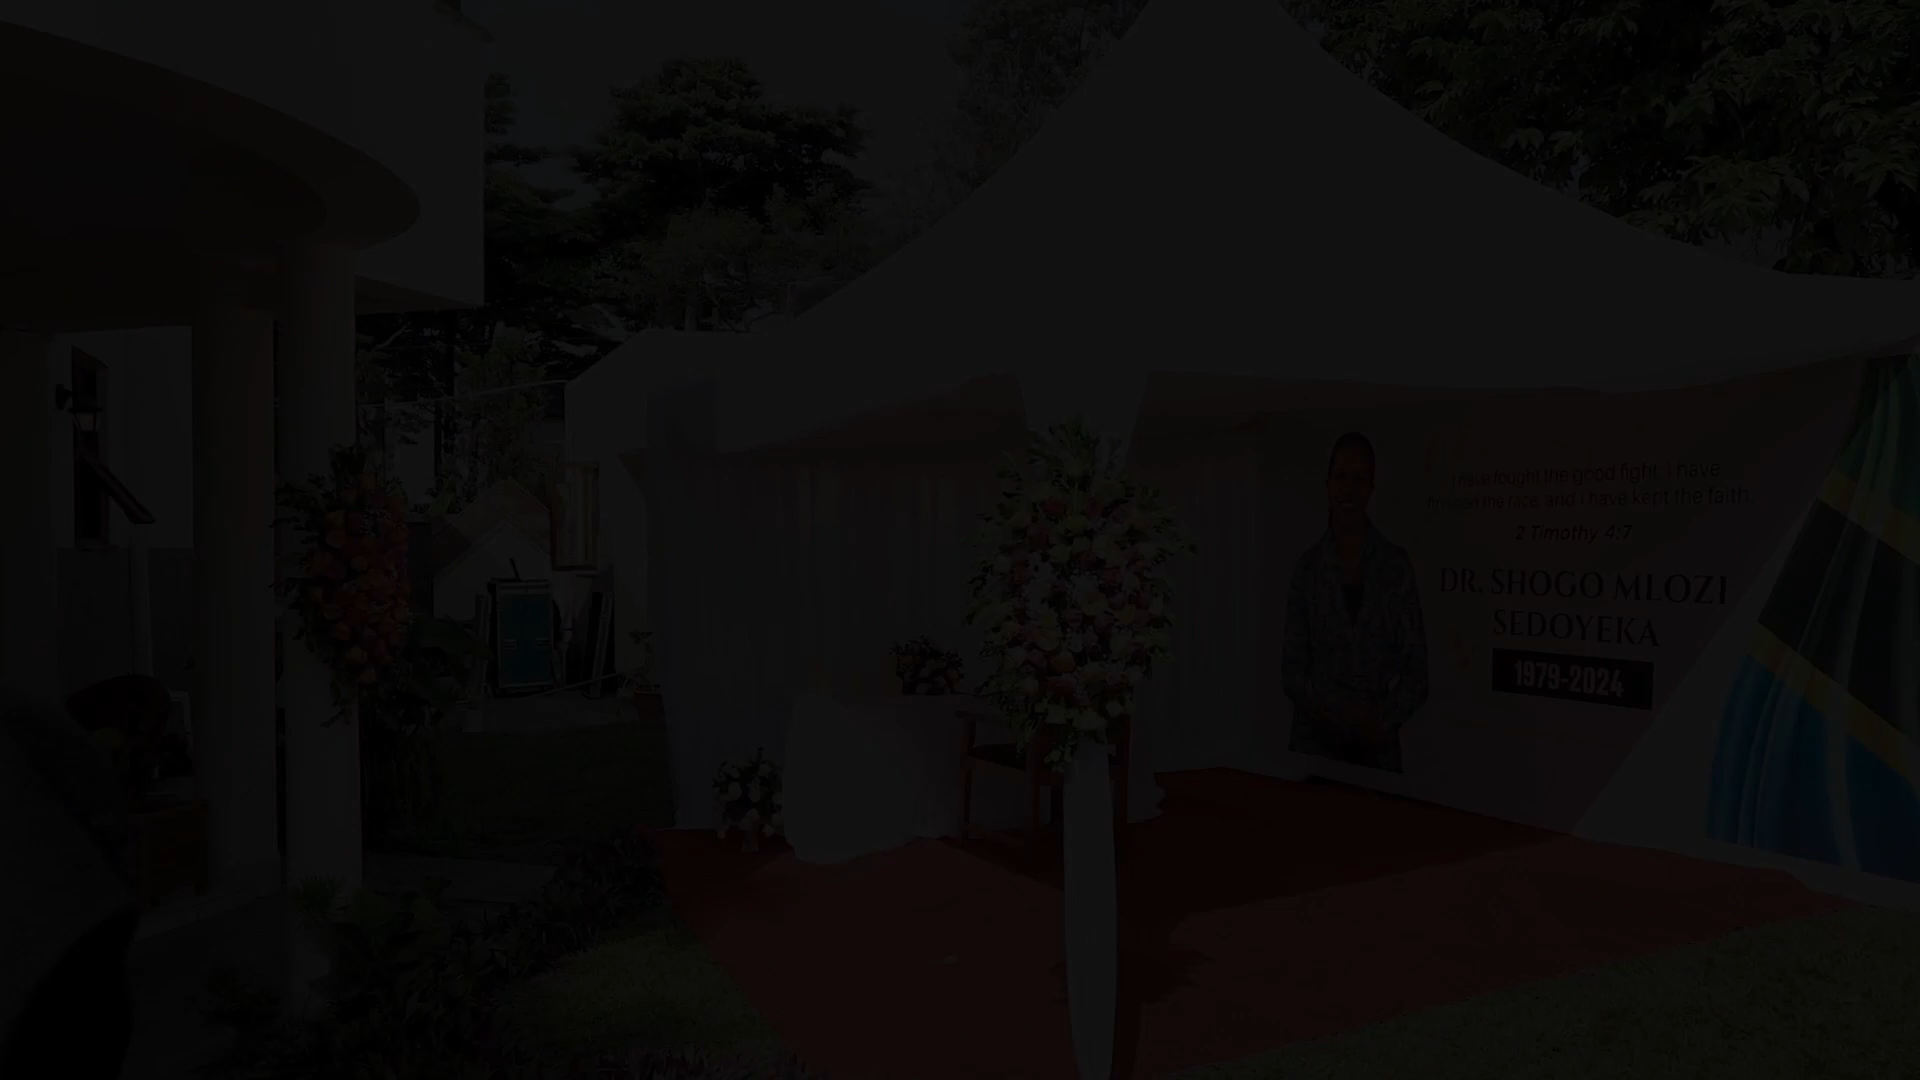 I have fought the good fight, I have
finished the race, and I have kept the faith.
2 Timothy 4:7
DR. SHOGO MLOZI
SEDOYEKA
1979-2024